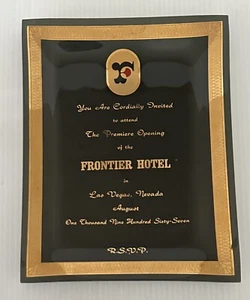 F
You Are Cordially Invited
to attend
The Premiere Opening
of the
FRONTIER HOTEL
in
Las Vegas, Nevada
August
One Thousand Nine Hundred Sixty-Seven
R.S.V.P.